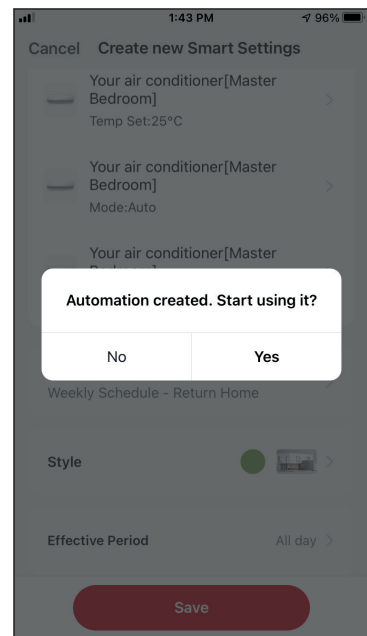 1:43 PM
96%
Cancel Create new Smart Settings
Your air conditioner[Master
Bedroom]
Temp Set:25°C
Your air conditioner[Master
Bedroom]
Mode:Auto
Your air conditioner[Master
Automation created. Start using it?
No Yes
Weekly Schedule - Return Home
Style
Effective Period All day
Save